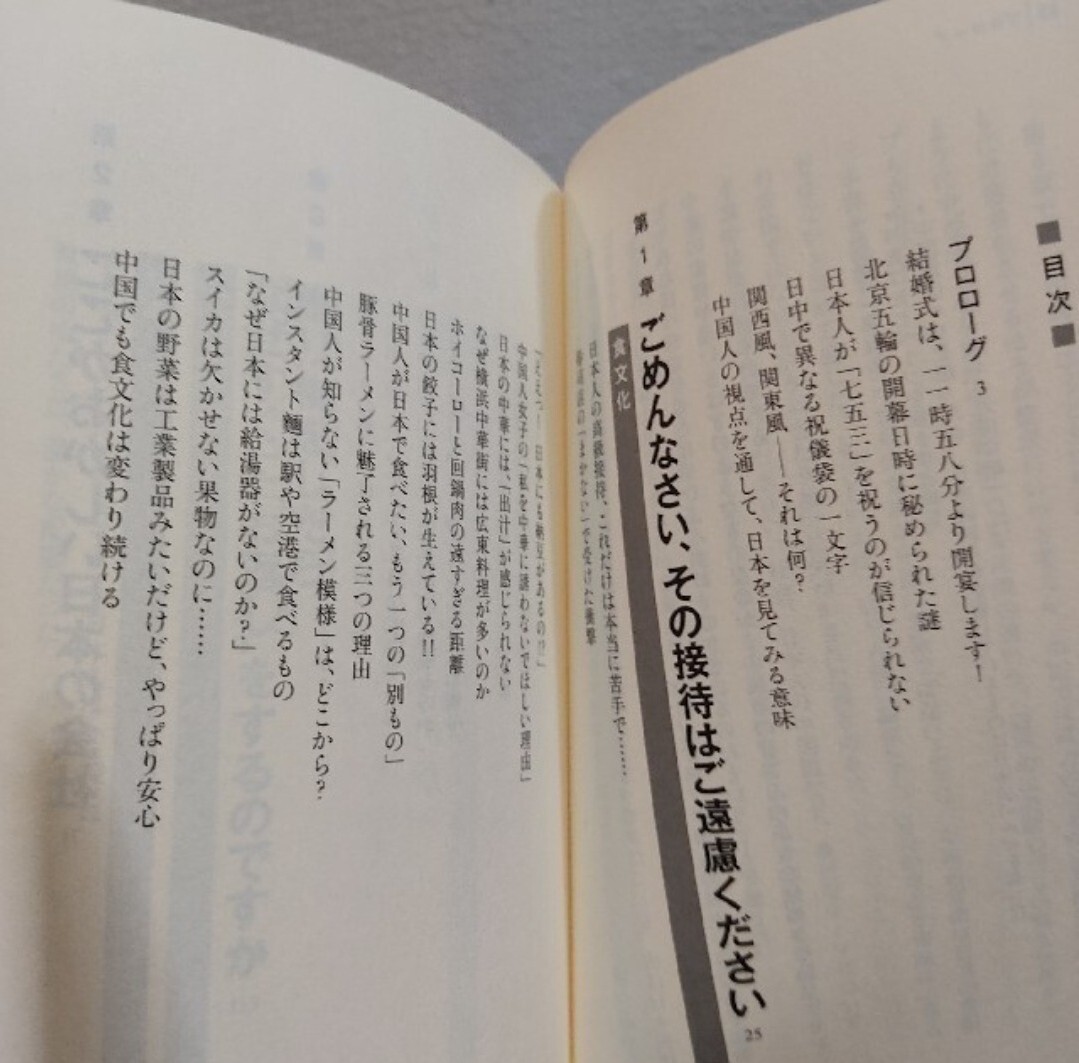 ■目次■
プロローグ 3
結婚式は、一一時五八分より開宴します!
北京五輪の開幕日時に秘められた謎
日本人が「七五三」を祝うのが信じられない
日中で異なる祝儀袋の一文字
関西風、関東風──それは何?
中国人の視点を通して、日本を見てみる意味
第1章 ごめんなさい、その接待はご遠慮ください 25
食文化
日本人の高級接待、これだけは本当に苦手で……
で受けた衝撃
「ええっ! 日本にも納豆があるの!?」
中国人女子の「私を中華に誘わないでほしい理由」
日本の中華には、「出汁」が感じられない
なぜ横浜中華街には広東料理が多いのか
ホイコーローと回鍋肉の遠すぎる距離
日本の餃子には羽根が生えている!!
中国人が日本で食べたい、もう一つの「別もの」
豚骨ラーメンに魅了される三つの理由
中国人が知らない「ラーメン模様」は、どこから?
インスタント麺は駅や空港で食べるもの
「なぜ日本には給湯器がないのか?」
スイカは欠かせない果物なのに……
日本の野菜は工業製品みたいだけど、やっぱり安心
中国でも食文化は変わり続ける